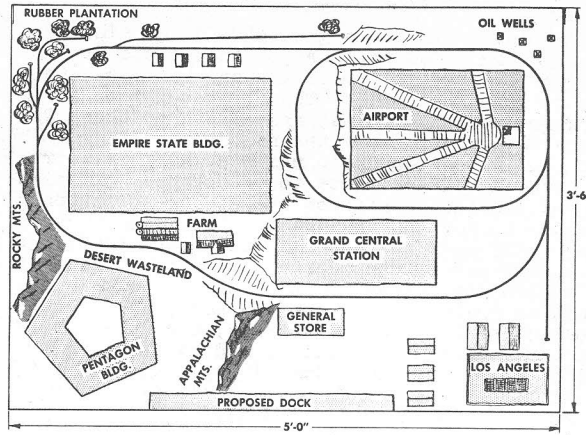 RUBBER PLANTATION
OIL WELLS
AIRPORT
EMPIRE STATE BLDG.
3'-6
ROCKY MTS.
FARM
GRAND CENTRAL
STATION
DESERT WASTELAND
PENTAGON
BLDG.
APPALACHIAN
MTS.
GENERAL
STORE
LOS ANGELES
PROPOSED DOCK
5'-0"